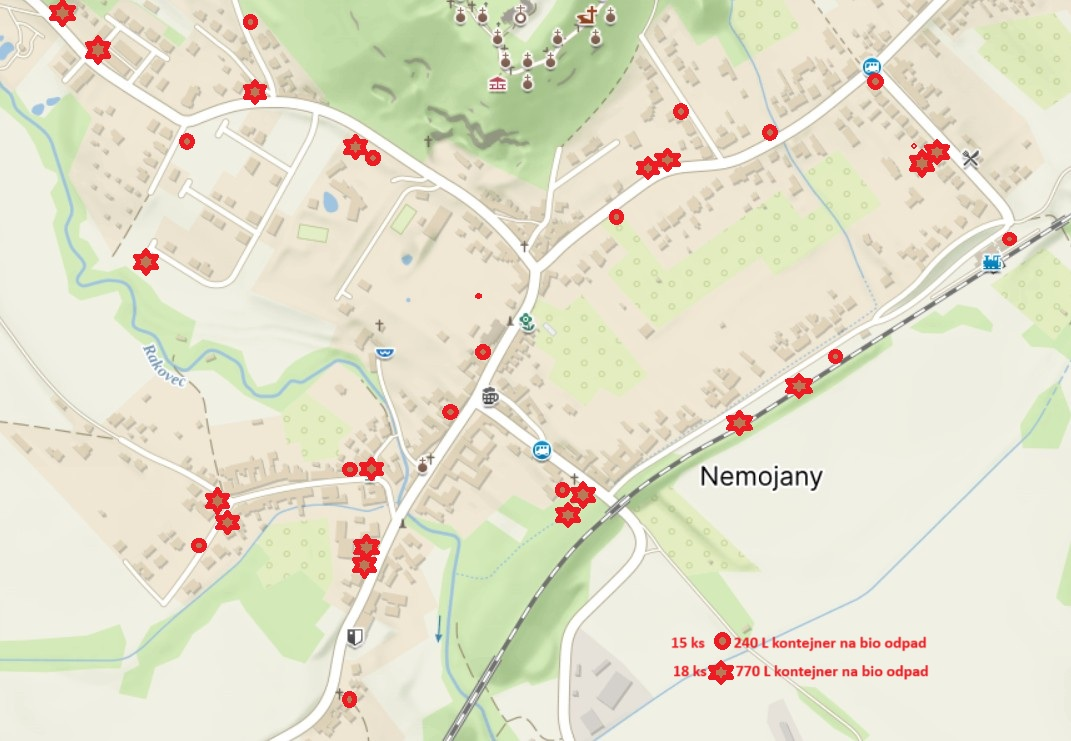 Rakovec
Nemojany
15 ks 240 L kontejner na bio odpad
18 ks 770 L kontejner na bio odpad